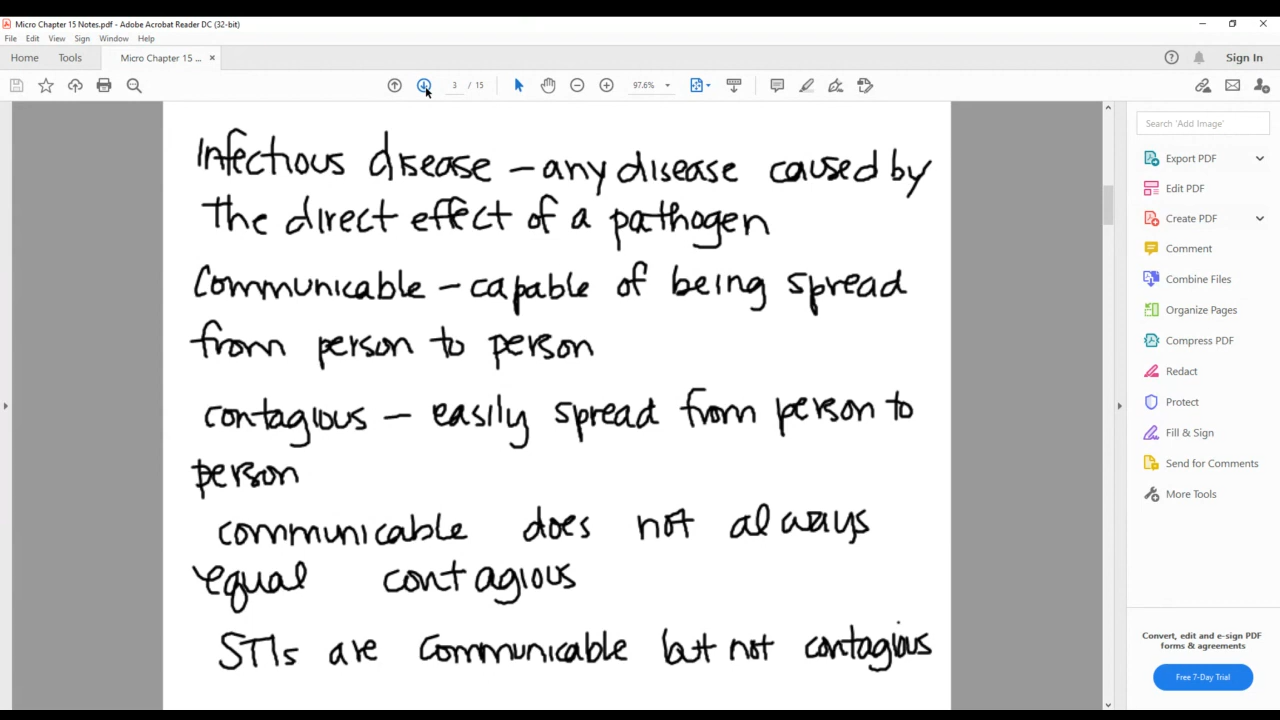 Micro Chapter 15 Notes.pdf - Adobe Acrobat Reader DC (32-bit)
File Edit View Sign Window Help
Home Tools Micro Chapter 15 ... × Sign In
3 / 15 97.6%
Infectious disease – any disease caused by
the direct effect of a pathogen
Communicable – capable of being spread
from person to person
contagious – easily spread from person to
person
communicable does not always
equal contagious
STIs are communicable but not contagious
Search 'Add Image'
Export PDF
Edit PDF
Create PDF
Comment
Combine Files
Organize Pages
Compress PDF
Redact
Protect
Fill & Sign
Send for Comments
More Tools
Convert, edit and e-sign PDF
forms & agreements
Free 7-Day Trial